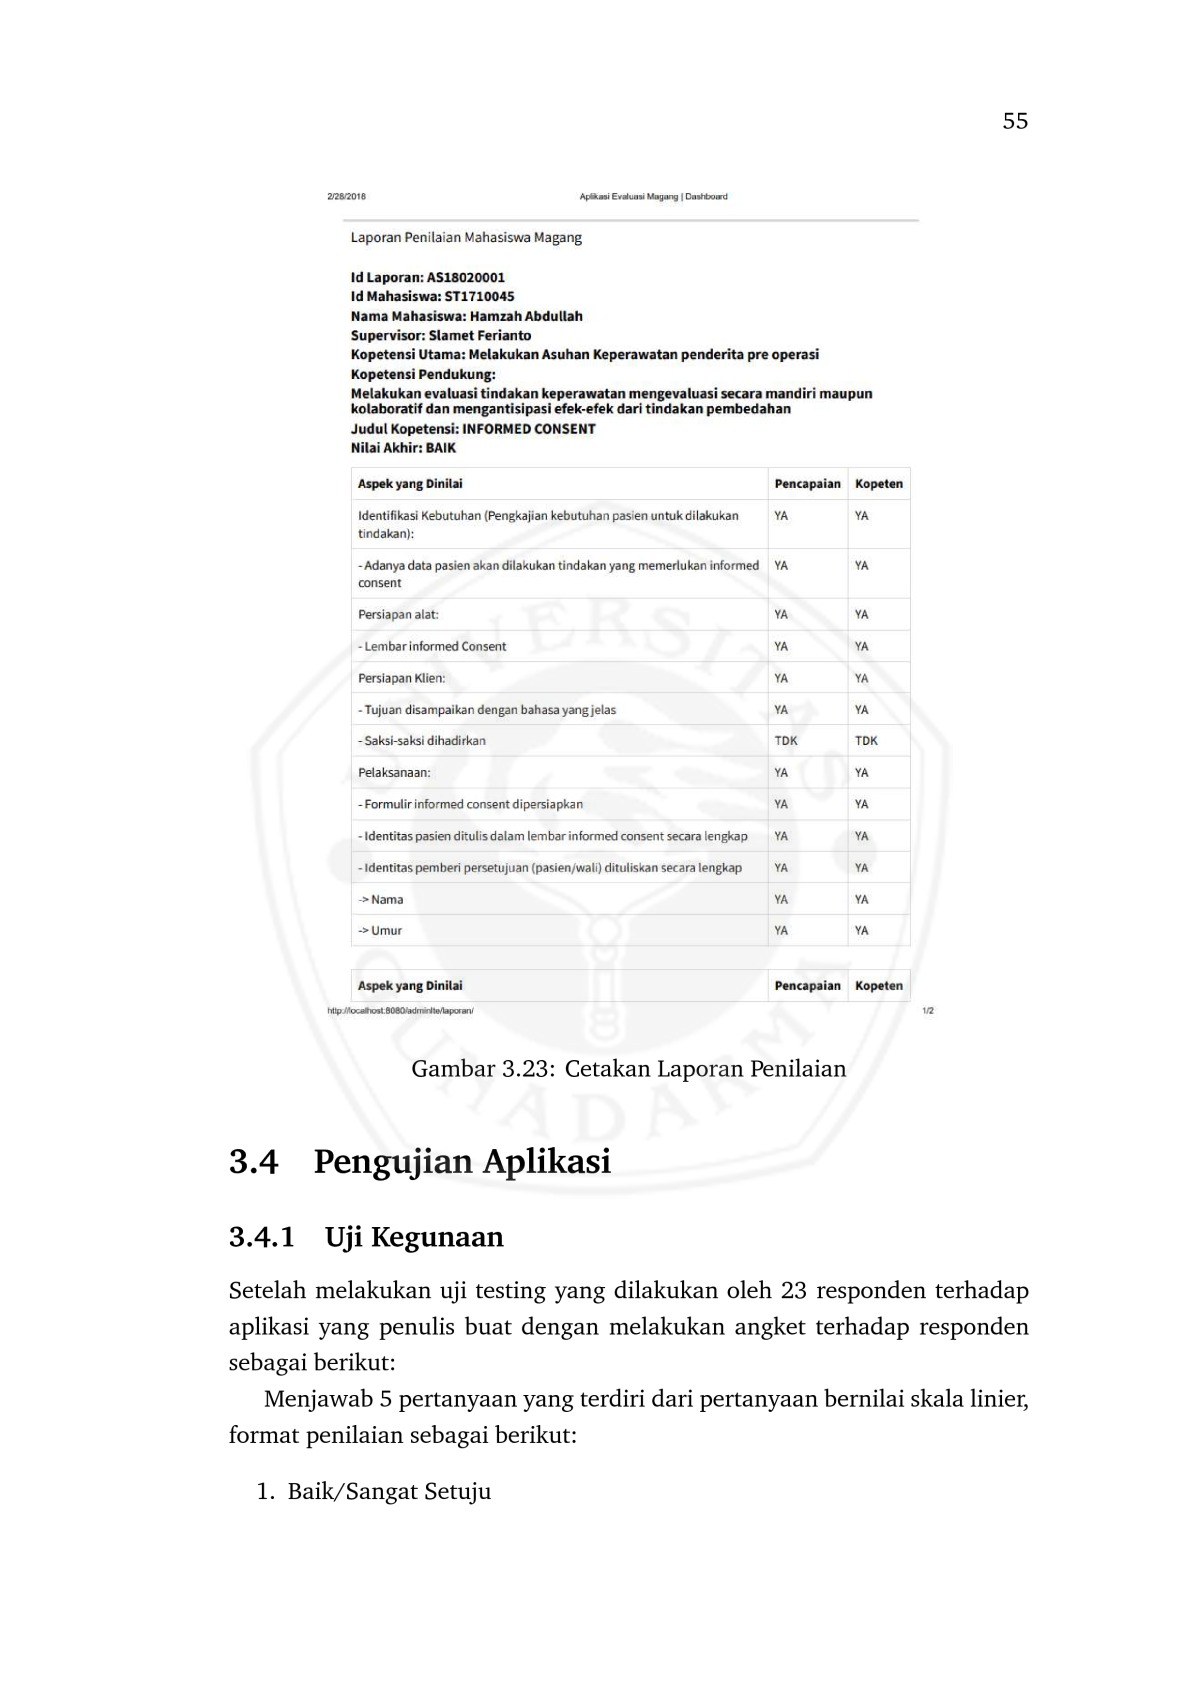 55
2/28/2018 Aplikasi Evaluasi Magang | Dashboard
Laporan Penilaian Mahasiswa Magang
Id Laporan: AS18020001
Id Mahasiswa: ST1710045
Nama Mahasiswa: Hamzah Abdullah
Supervisor: Slamet Ferianto
Kopetensi Utama: Melakukan Asuhan Keperawatan penderita pre operasi
Kopetensi Pendukung:
Melakukan evaluasi tindakan keperawatan mengevaluasi secara mandiri maupun
kolaboratif dan mengantisipasi efek-efek dari tindakan pembedahan
Judul Kopetensi: INFORMED CONSENT
Nilai Akhir: BAIK
Aspek yang Dinilai Pencapaian Kopeten
Identifikasi Kebutuhan (Pengkajian kebutuhan pasien untuk dilakukan YA YA
tindakan):
- Adanya data pasien akan dilakukan tindakan yang memerlukan informed YA YA
consent
Persiapan alat: YA YA
- Lembar informed Consent YA YA
Persiapan Klien: YA YA
- Tujuan disampaikan dengan bahasa yang jelas YA YA
- Saksi-saksi dihadirkan TDK TDK
Pelaksanaan: YA YA
- Formulir informed consent dipersiapkan YA YA
- Identitas pasien ditulis dalam lembar informed consent secara lengkap YA YA
- Identitas pemberi persetujuan (pasien/wali) dituliskan secara lengkap YA YA
-> Nama YA YA
-> Umur YA YA
Aspek yang Dinilai Pencapaian Kopeten
http://localhost:8080/adminlte/laporan/ 1/2
UNIVERSITAS
GUNADARMA
Gambar 3.23: Cetakan Laporan Penilaian
3.4 Pengujian Aplikasi
3.4.1 Uji Kegunaan
Setelah melakukan uji testing yang dilakukan oleh 23 responden terhadap
aplikasi yang penulis buat dengan melakukan angket terhadap responden
sebagai berikut:
Menjawab 5 pertanyaan yang terdiri dari pertanyaan bernilai skala linier,
format penilaian sebagai berikut:
1. Baik/Sangat Setuju